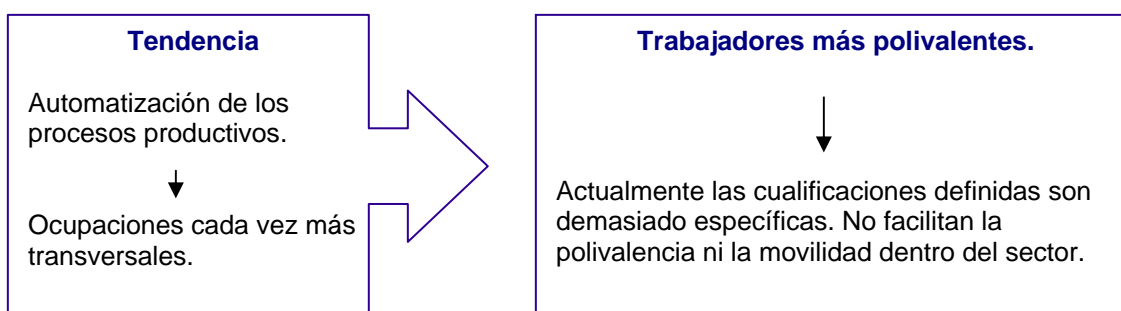 Tendencia
Automatización de los
procesos productivos.
Ocupaciones cada vez más
transversales.
Trabajadores más polivalentes.
Actualmente las cualificaciones definidas son
demasiado específicas. No facilitan la
polivalencia ni la movilidad dentro del sector.